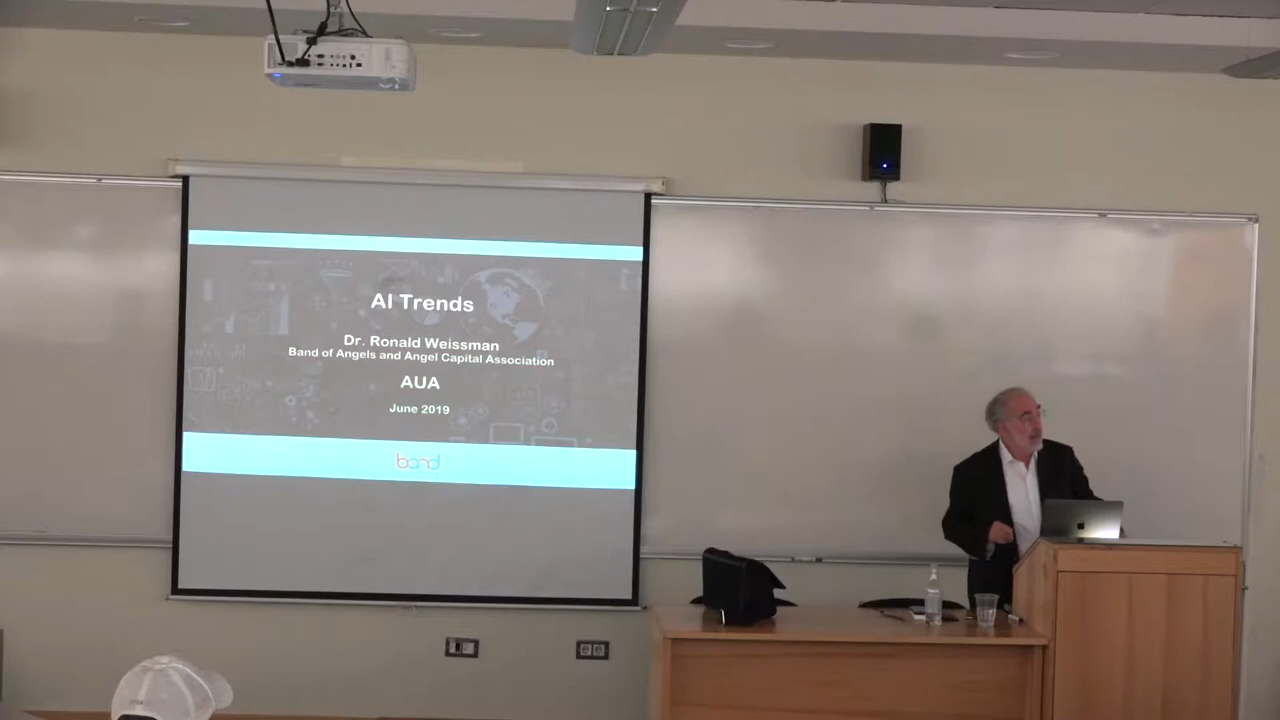 AI Trends
Dr. Ronald Weissman
Band of Angels and Angel Capital Association
AUA
June 2019
band